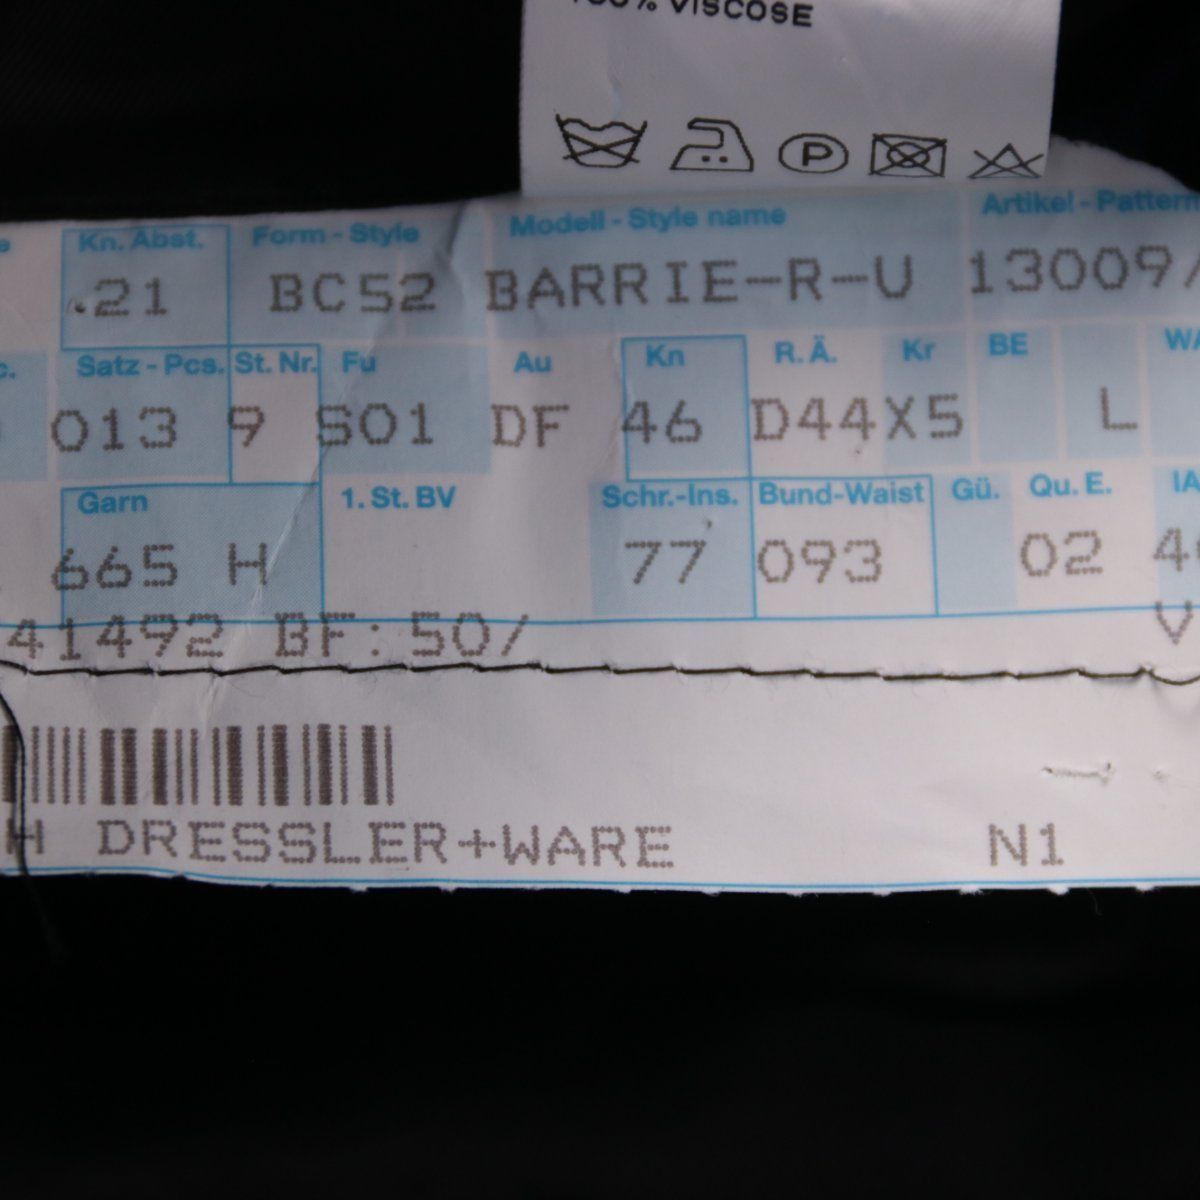 VISCOSE
Kn. Abst. Form - Style Modell - Style name Artikel - Pattern
.21 BC52 BARRIE-R-U 13009/
Satz - Pcs. St. Nr. Fu Au Kn R.Ä. Kr BE
013 9 S01 DF 46 D44X5 L
Garn 1. St. BV Schr.-Ins. Bund-Waist Gü. Qu. E. IA
665 H 77 093 02
41492 BF: 50/ V
H DRESSLER+WARE N1